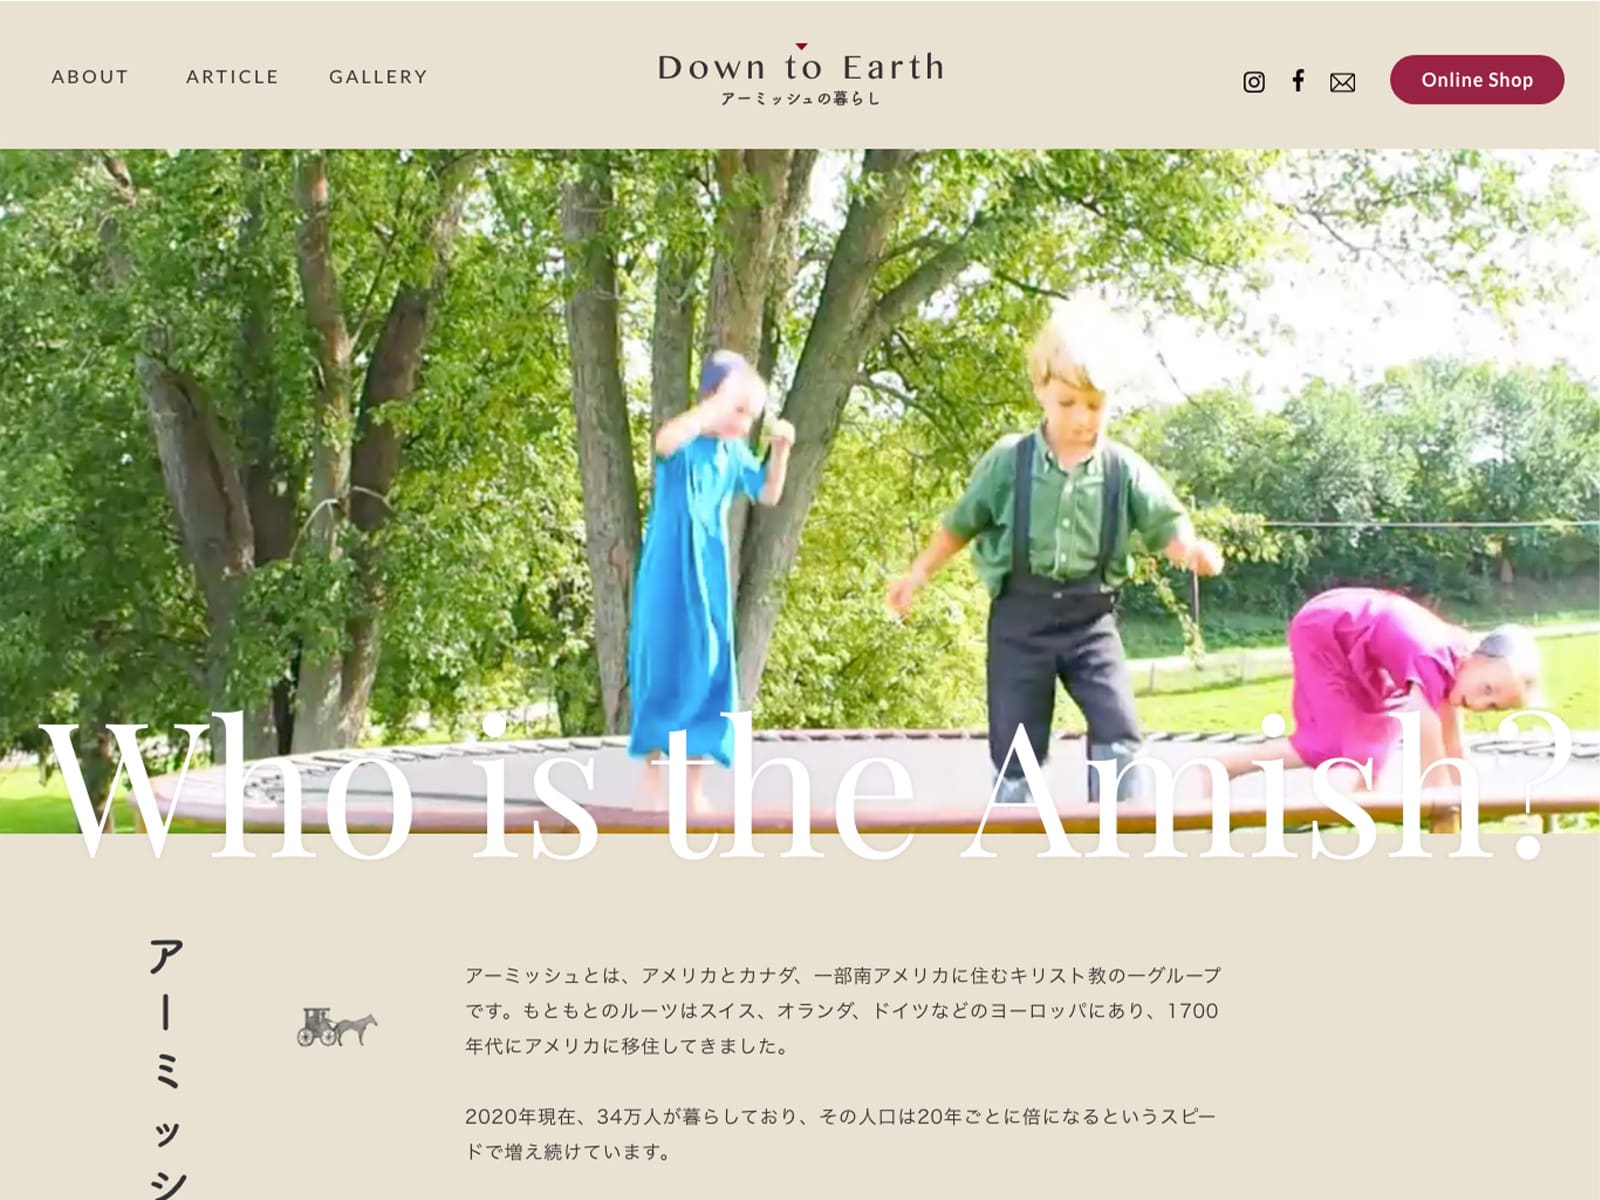 ABOUT
ARTICLE
GALLERY
Down to Earth
アーミッシュの暮らし
Online Shop
Who is the Amish?
アーミッシ
アーミッシュとは、アメリカとカナダ、一部南アメリカに住むキリスト教の一グループ
です。もともとのルーツはスイス、オランダ、ドイツなどのヨーロッパにあり、1700
年代にアメリカに移住してきました。
2020年現在、34万人が暮らしており、その人口は20年ごとに倍になるというスピー
ドで増え続けています。